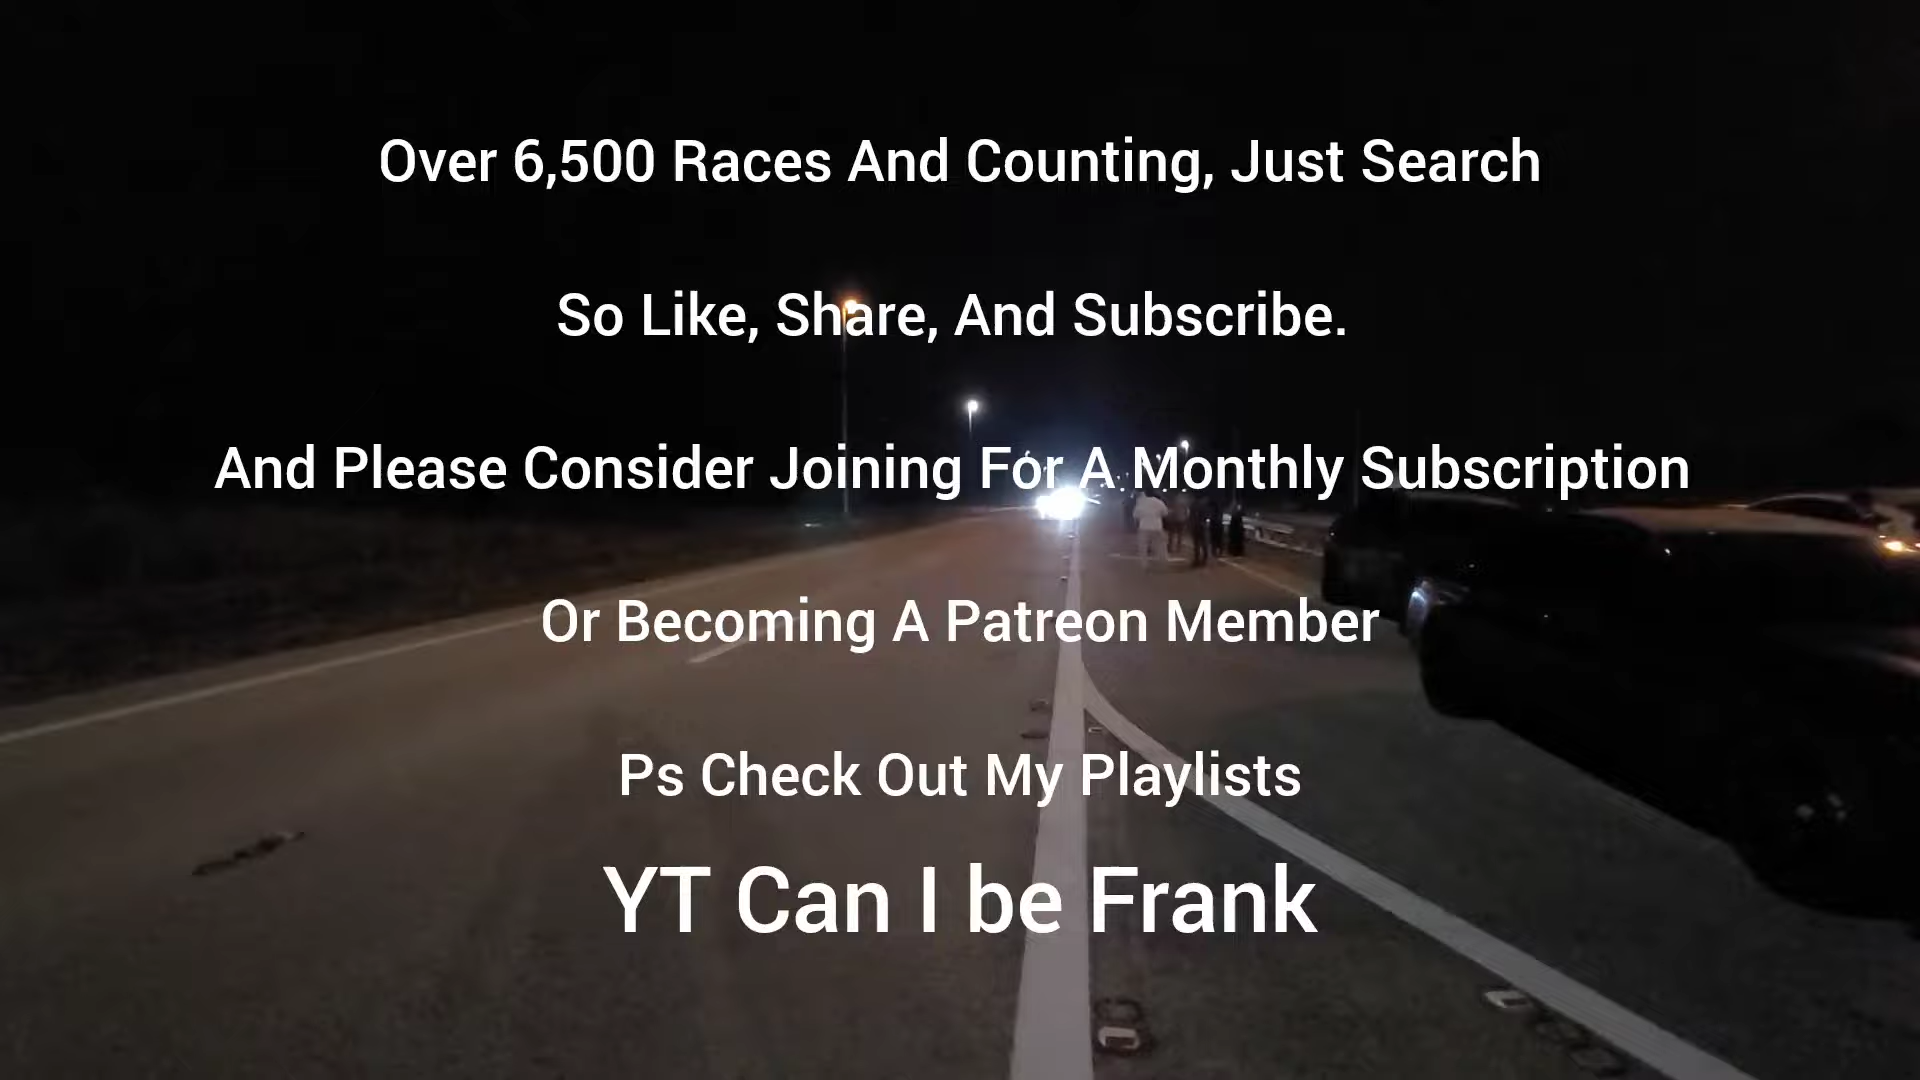 Over 6,500 Races And Counting, Just Search
So Like, Share, And Subscribe.
And Please Consider Joining For A Monthly Subscription
Or Becoming A Patreon Member
Ps Check Out My Playlists
YT Can I be Frank